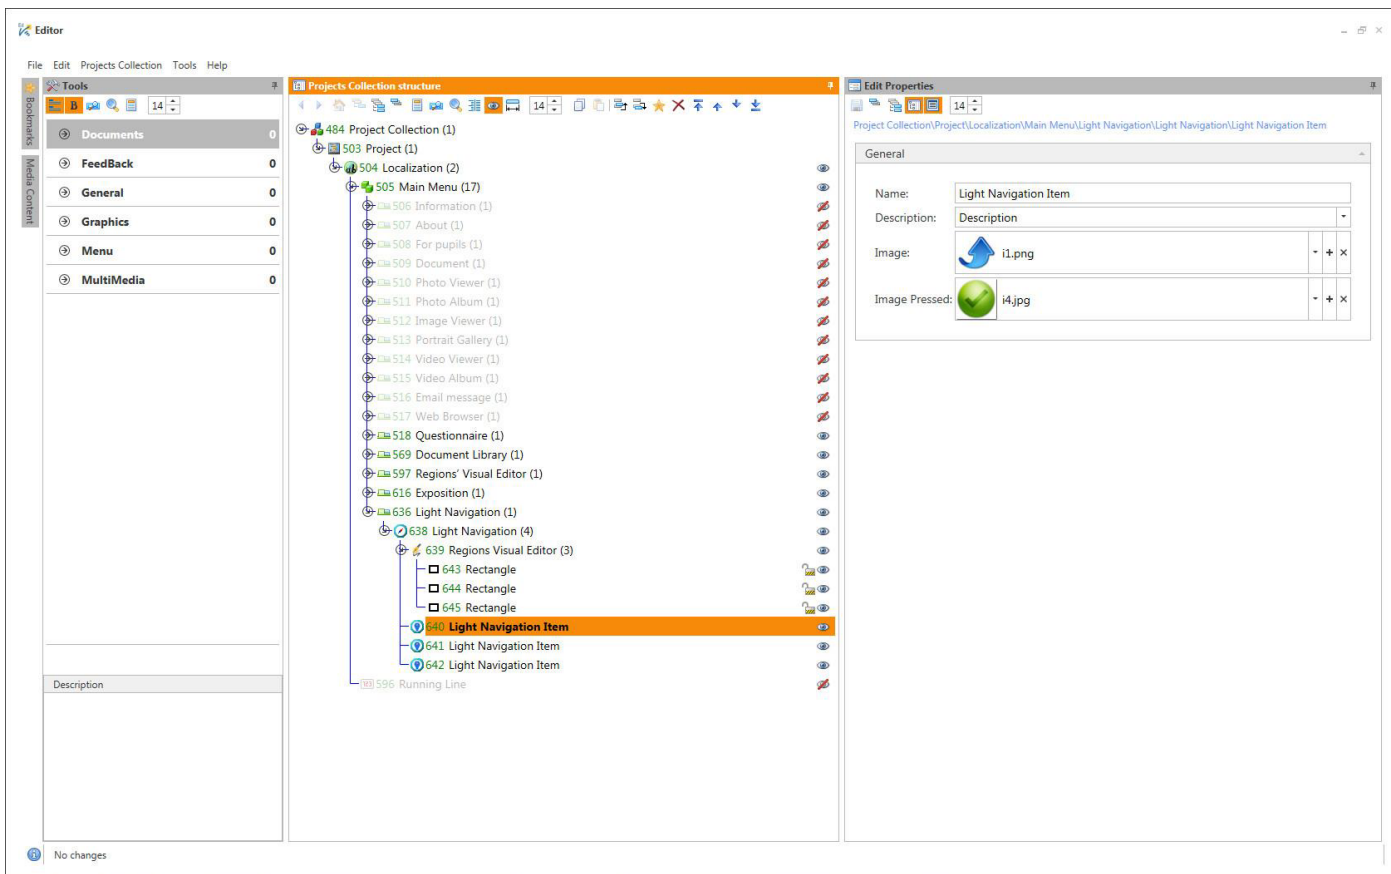 Editor
File Edit Projects Collection Tools Help
Bookmarks
Media Content
Tools
B 14
Documents 0
FeedBack 0
General 0
Graphics 0
Menu 0
MultiMedia 0
Description
Projects Collection structure
14
484 Project Collection (1)
503 Project (1)
504 Localization (2)
505 Main Menu (17)
506 Information (1)
507 About (1)
508 For pupils (1)
509 Document (1)
510 Photo Viewer (1)
511 Photo Album (1)
512 Image Viewer (1)
513 Portrait Gallery (1)
514 Video Viewer (1)
515 Video Album (1)
516 Email message (1)
517 Web Browser (1)
518 Questionnaire (1)
569 Document Library (1)
597 Regions' Visual Editor (1)
616 Exposition (1)
636 Light Navigation (1)
638 Light Navigation (4)
639 Regions Visual Editor (3)
643 Rectangle
644 Rectangle
645 Rectangle
640 Light Navigation Item
641 Light Navigation Item
642 Light Navigation Item
596 Running Line
Edit Properties
14
Project Collection\Project\Localization\Main Menu\Light Navigation\Light Navigation\Light Navigation Item
General
Name: Light Navigation Item
Description: Description
Image: i1.png
Image Pressed: i4.jpg
No changes